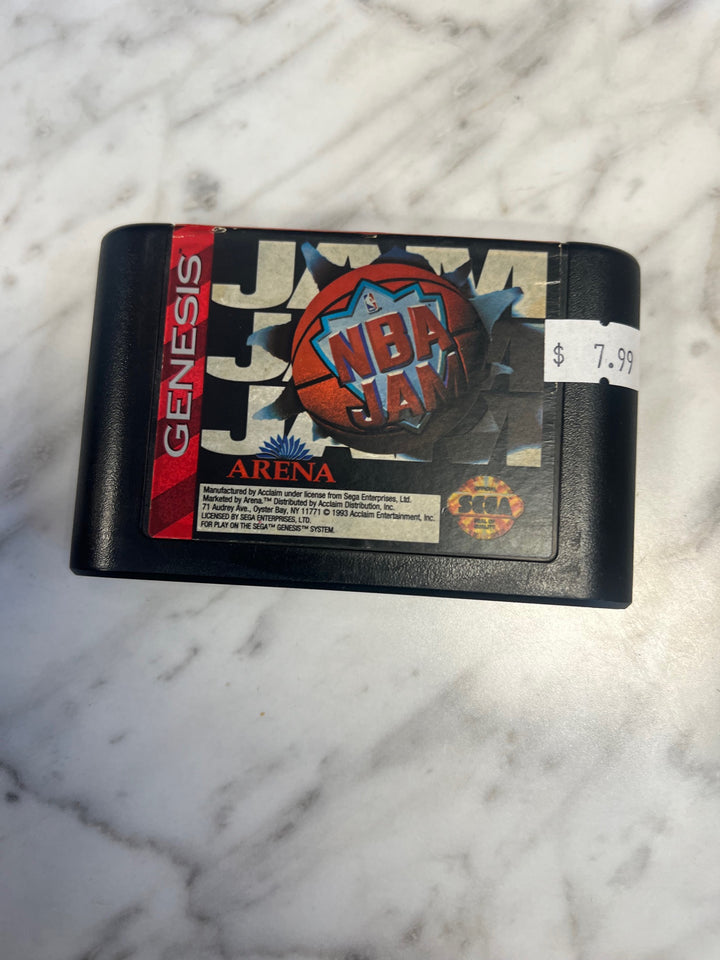 GENESIS
JAM
JAM
JAM
NBA
JAM
$ 7.99
ARENA
Manufactured by Acclaim under license from Sega Enterprises, Ltd.
Marketed by Arena.™ Distributed by Acclaim Distribution, Inc.
71 Audrey Ave., Oyster Bay, NY 11771 © 1993 Acclaim Entertainment, Inc.
LICENSED BY SEGA ENTERPRISES, LTD.
FOR PLAY ON THE SEGA™ GENESIS™ SYSTEM.
SEGA